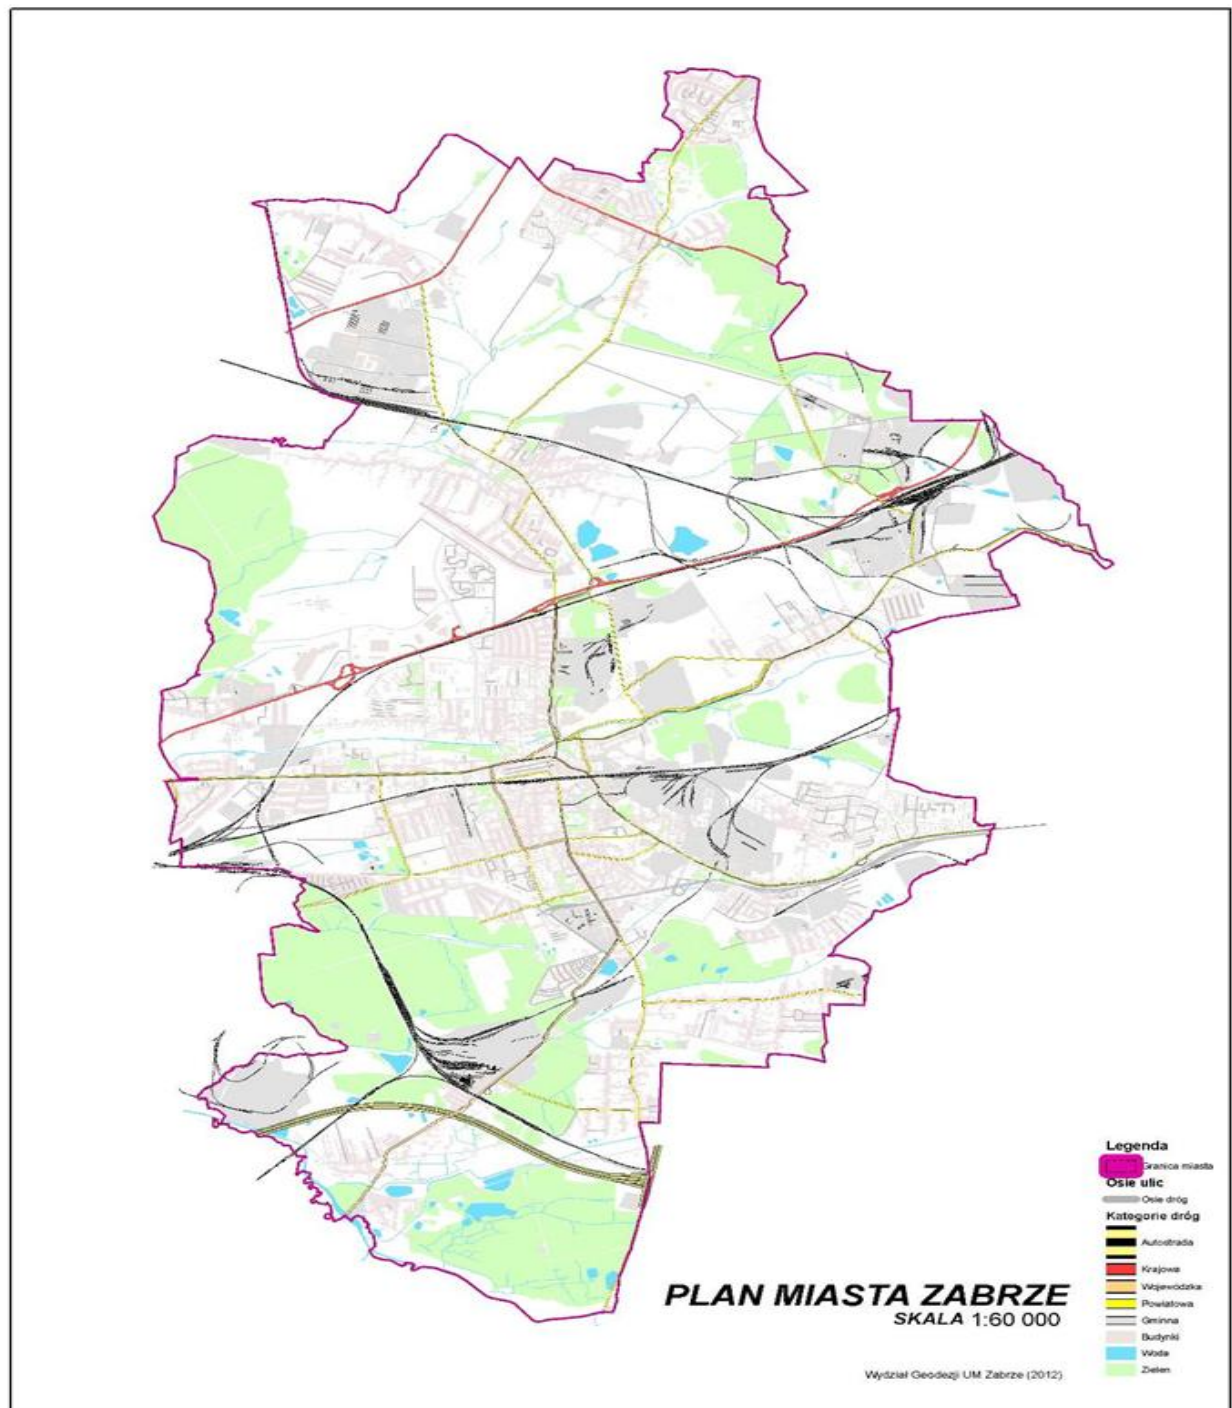 PLAN MIASTA ZABRZE
SKALA 1:60 000
Wydział Geodezji UM Zabrze (2012)
Legenda
Granica miasta
Osie ulic
Osie dróg
Kategorie dróg
Autostrada
Krajowa
Wojewódzka
Powiatowa
Gminna
Budynki
Woda
Zielen